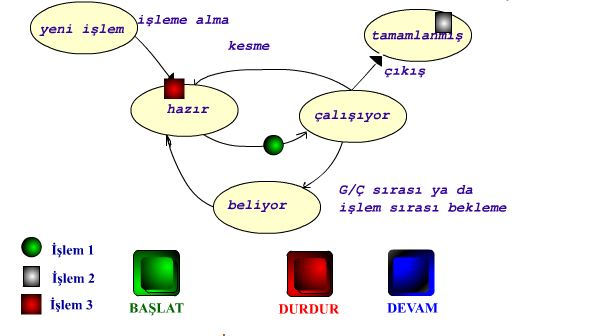 yeni işlem
işleme alma
kesme
tamamlanmış
çıkış
hazır
çalışıyor
beliyor
G/Ç sırası ya da
işlem sırası bekleme
İşlem 1
İşlem 2
İşlem 3
BAŞLAT
DURDUR
DEVAM